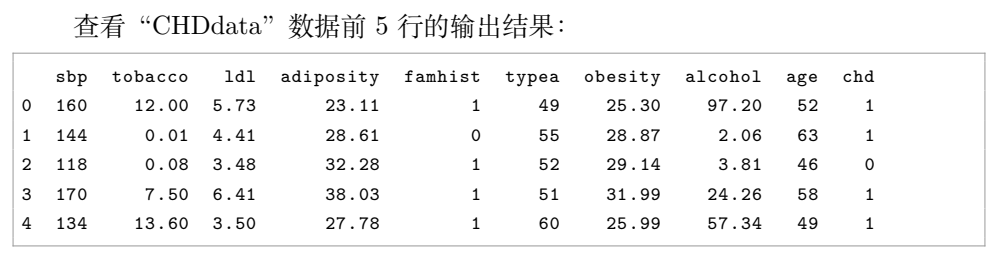 查看“CHDdata”数据前 5 行的输出结果:
sbp tobacco ldl adiposity famhist typea obesity alcohol age chd
0 160 12.00 5.73 23.11 1 49 25.30 97.20 52 1
1 144 0.01 4.41 28.61 0 55 28.87 2.06 63 1
2 118 0.08 3.48 32.28 1 52 29.14 3.81 46 0
3 170 7.50 6.41 38.03 1 51 31.99 24.26 58 1
4 134 13.60 3.50 27.78 1 60 25.99 57.34 49 1